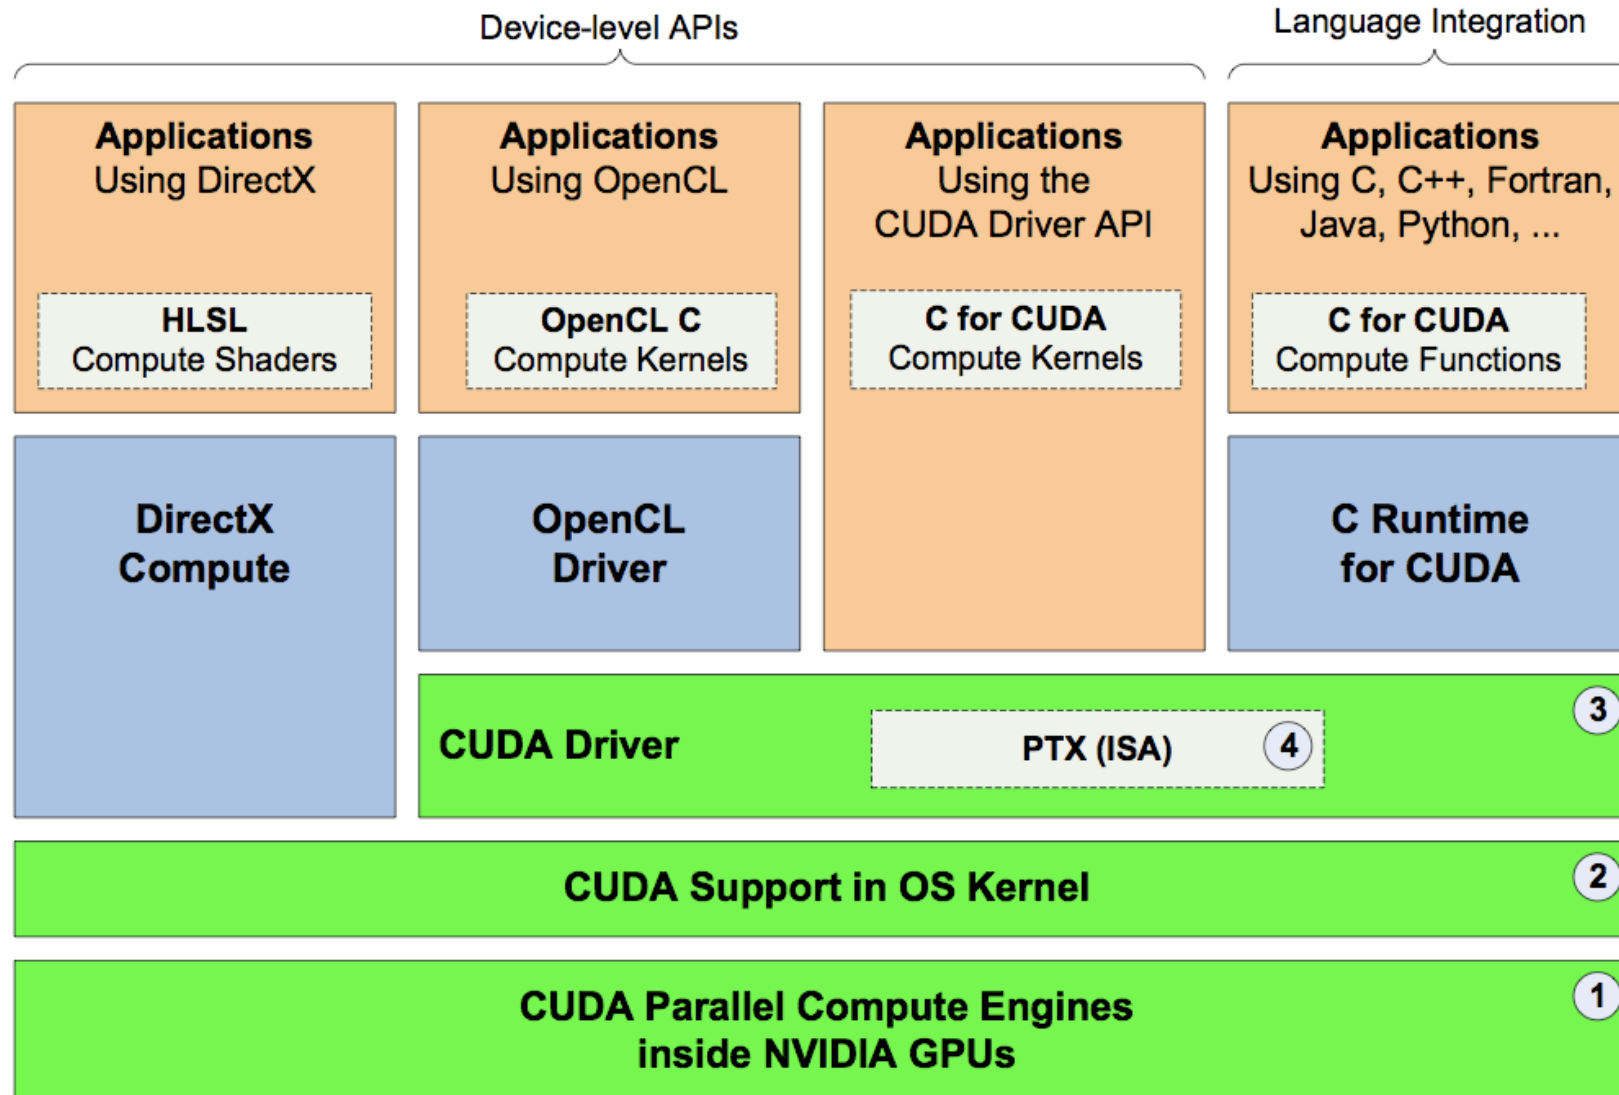 Device-level APIs
Language Integration
Applications
Using DirectX
HLSL
Compute Shaders
Applications
Using OpenCL
OpenCL C
Compute Kernels
Applications
Using the
CUDA Driver API
C for CUDA
Compute Kernels
Applications
Using C, C++, Fortran,
Java, Python, ...
C for CUDA
Compute Functions
DirectX
Compute
OpenCL
Driver
C Runtime
for CUDA
CUDA Driver
PTX (ISA)
4
3
CUDA Support in OS Kernel
2
CUDA Parallel Compute Engines
inside NVIDIA GPUs
1